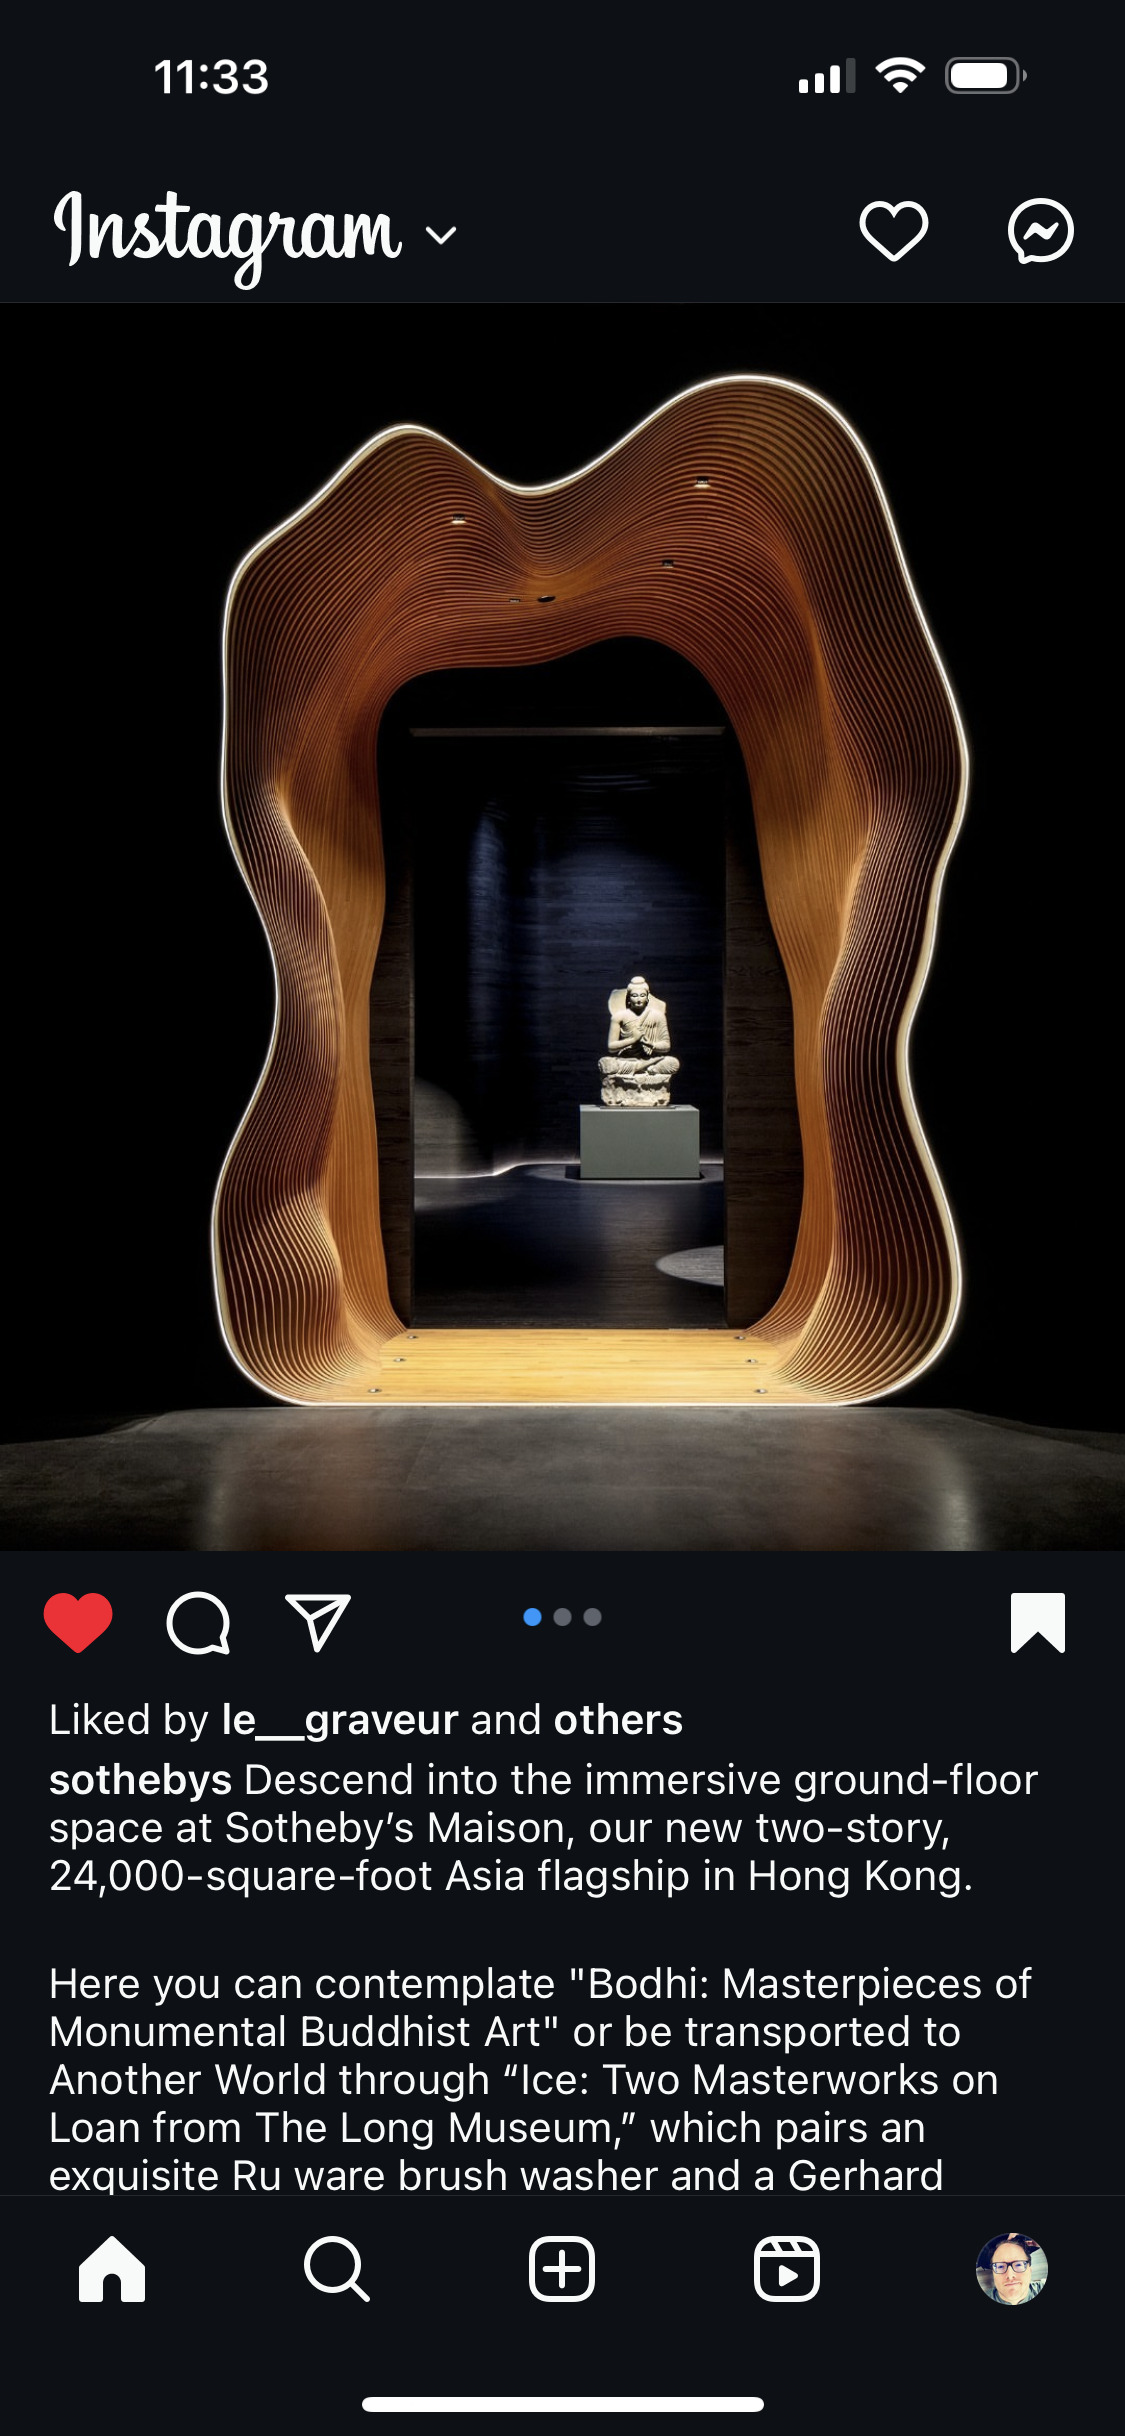 11:33
Instagram
Liked by le__graveur and others
sothebys Descend into the immersive ground-floor
space at Sotheby’s Maison, our new two-story,
24,000-square-foot Asia flagship in Hong Kong.
Here you can contemplate "Bodhi: Masterpieces of
Monumental Buddhist Art" or be transported to
Another World through “Ice: Two Masterworks on
Loan from The Long Museum,” which pairs an
exquisite Ru ware brush washer and a Gerhard